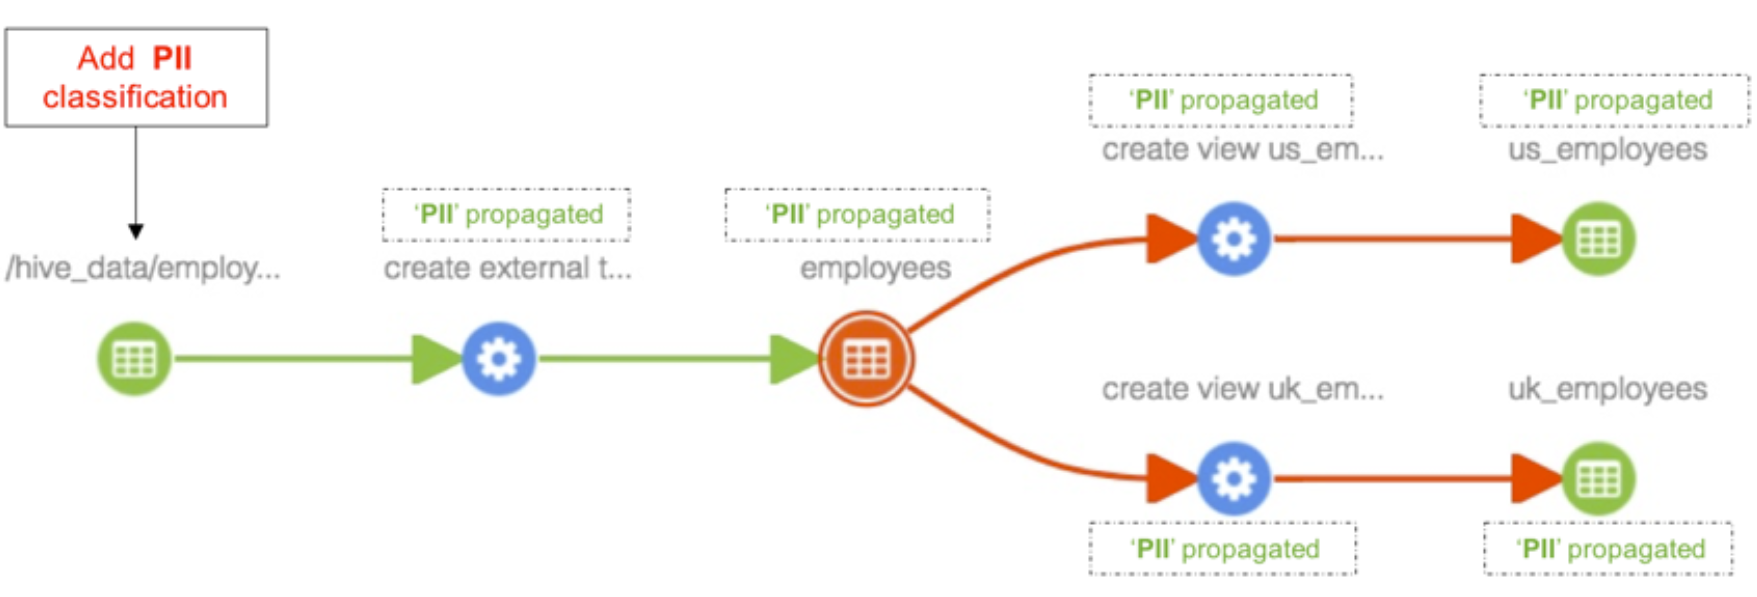 Add PII
classification
'PII' propagated
'PII' propagated
create view us_em...
us_employees
'PII' propagated
'PII' propagated
/hive_data/employ...
create external t...
employees
create view uk_em...
uk_employees
'PII' propagated
'PII' propagated